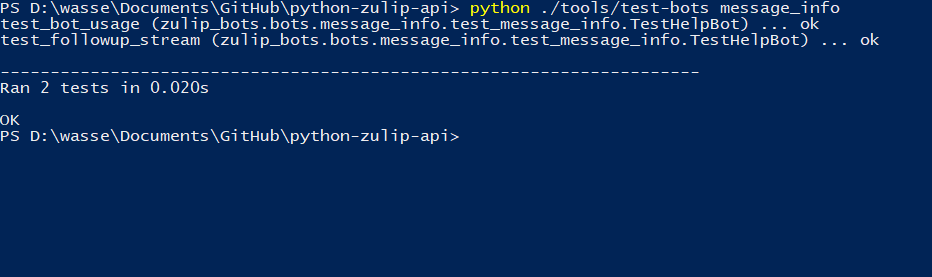 PS D:\wasse\Documents\GitHub\python-zulip-api> python ./tools/test-bots message_info
test_bot_usage (zulip_bots.bots.message_info.test_message_info.TestHelpBot) ... ok
test_followup_stream (zulip_bots.bots.message_info.test_message_info.TestHelpBot) ... ok

----------------------------------------------------------------------
Ran 2 tests in 0.020s

OK
PS D:\wasse\Documents\GitHub\python-zulip-api>